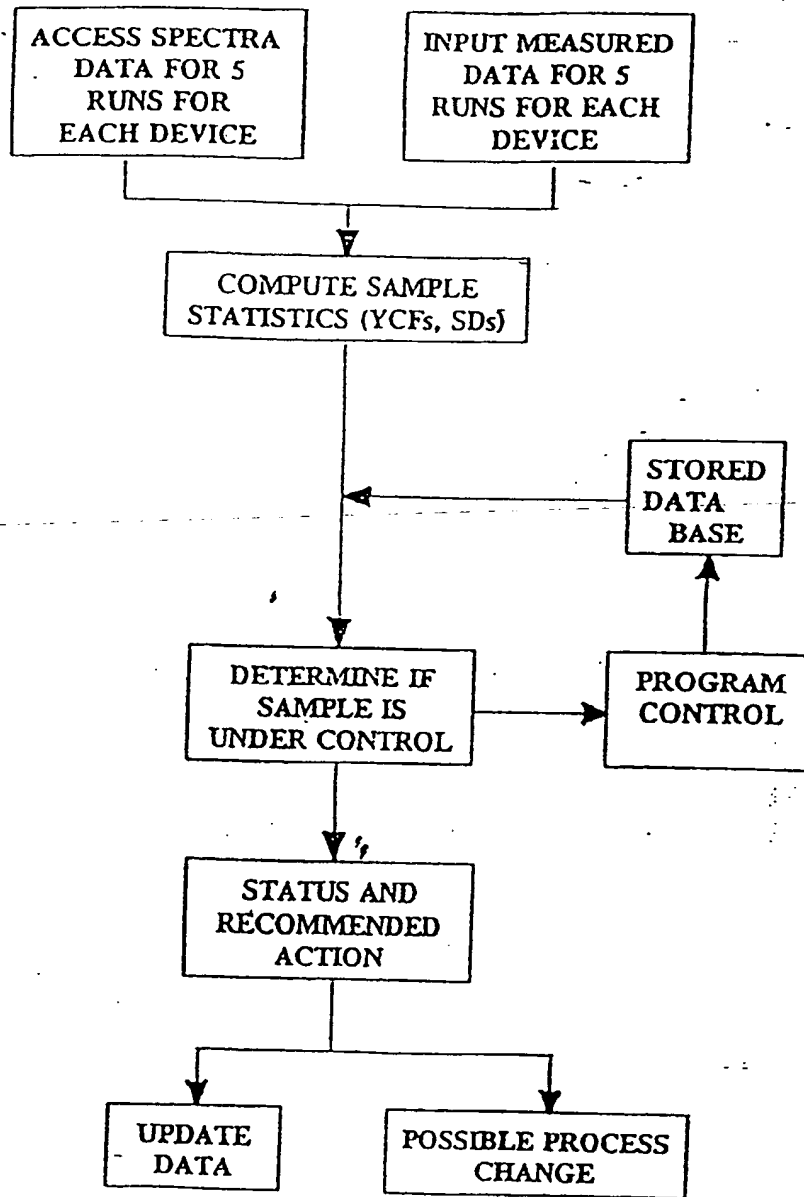 ACCESS SPECTRA
DATA FOR 5
RUNS FOR
EACH DEVICE
INPUT MEASURED
DATA FOR 5
RUNS FOR EACH
DEVICE
COMPUTE SAMPLE
STATISTICS (YCFs, SDs)
STORED
DATA
BASE
DETERMINE IF
SAMPLE IS
UNDER CONTROL
PROGRAM
CONTROL
STATUS AND
RECOMMENDED
ACTION
UPDATE
DATA
POSSIBLE PROCESS
CHANGE